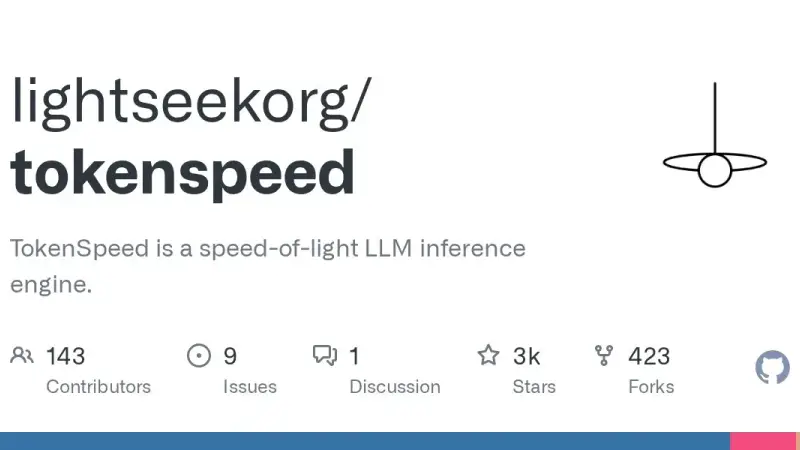 lightseekorg/
tokenspeed
TokenSpeed is a speed-of-light LLM inference
engine.
143 9 1 3k 423
Contributors Issues Discussion Stars Forks